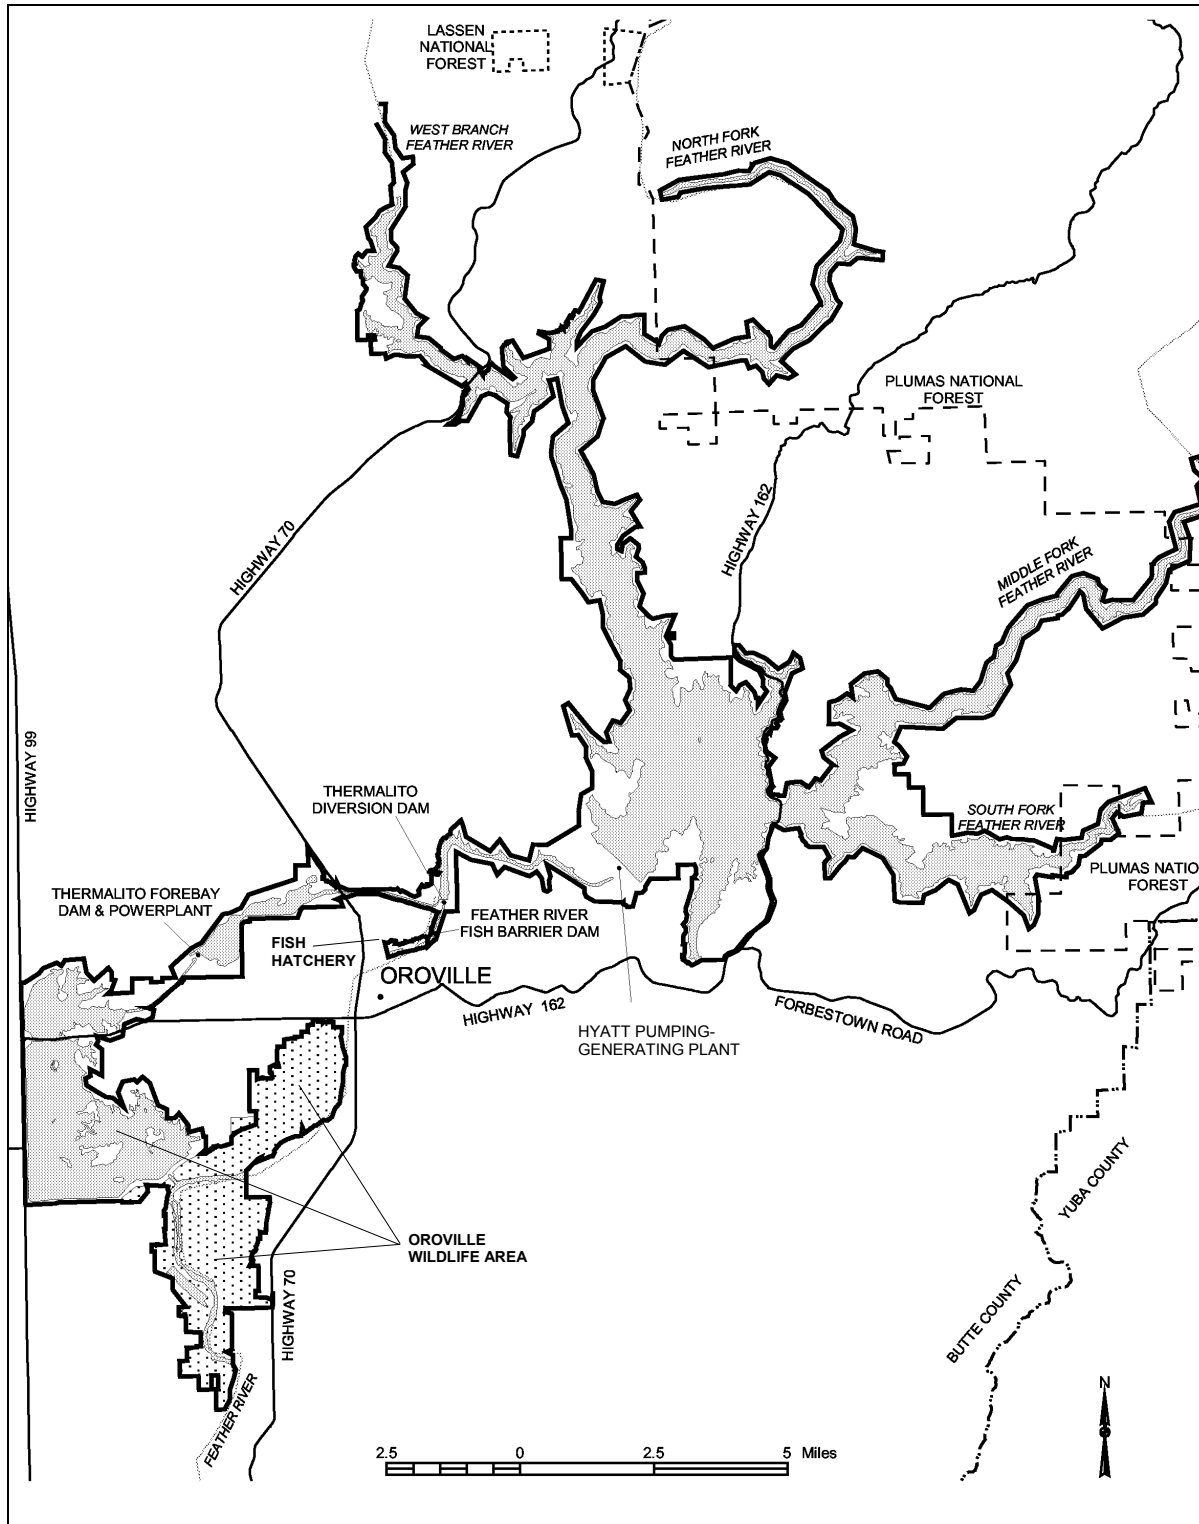 LASSEN
NATIONAL
FOREST
WEST BRANCH
FEATHER RIVER
NORTH FORK
FEATHER RIVER
PLUMAS NATIONAL
FOREST
HIGHWAY 70
HIGHWAY 162
MIDDLE FORK
FEATHER RIVER
HIGHWAY 99
THERMALITO
DIVERSION DAM
SOUTH FORK
FEATHER RIVER
PLUMAS NATIO
FOREST
THERMALITO FOREBAY
DAM & POWERPLANT
FEATHER RIVER
FISH BARRIER DAM
FISH
HATCHERY
OROVILLE
HIGHWAY 162
FORBESTOWN ROAD
HYATT PUMPING-
GENERATING PLANT
YUBA COUNTY
OROVILLE
WILDLIFE AREA
HIGHWAY 70
BUTTE COUNTY
FEATHER RIVER
N
2.5 0 2.5 5 Miles